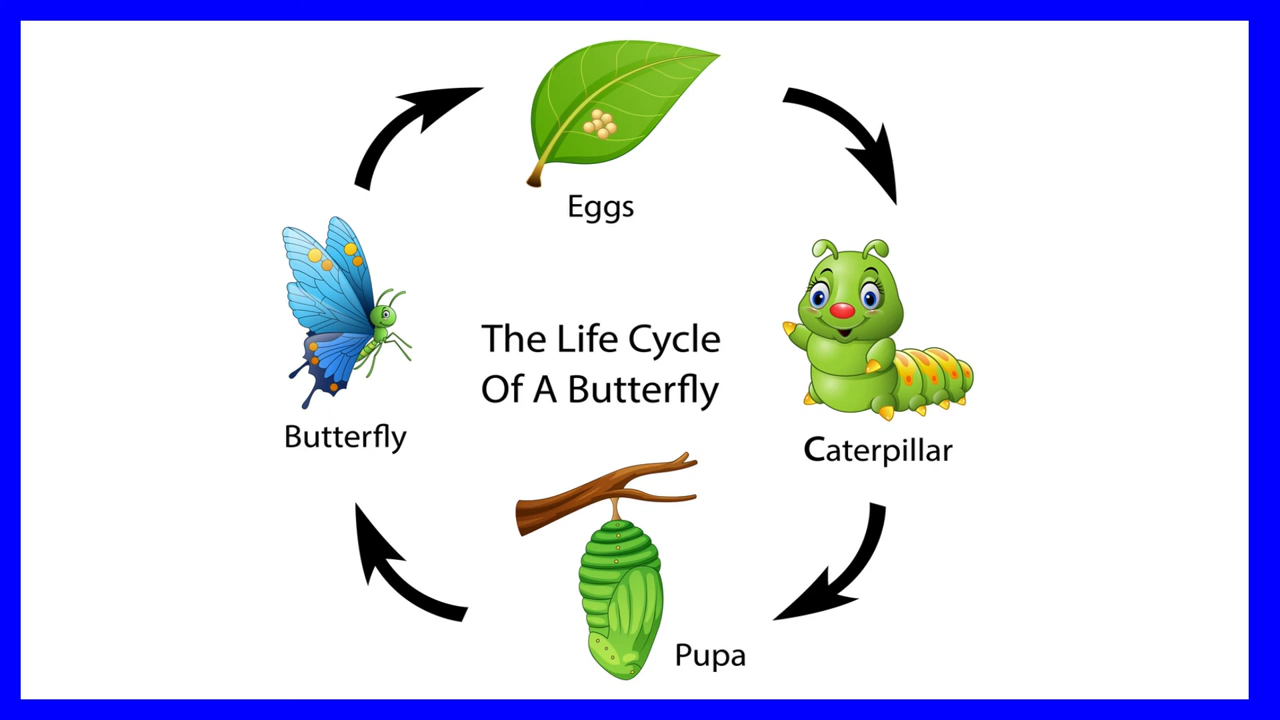 Eggs
The Life Cycle
Of A Butterfly
Butterfly
Caterpillar
Pupa